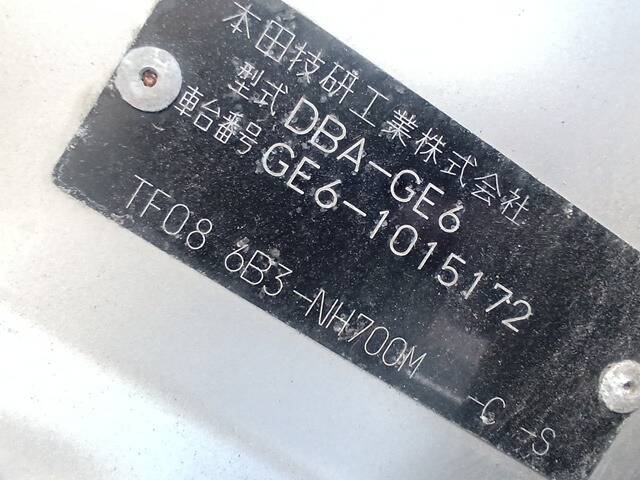 本田技研工業株式会社
型式 DBA-GE6
車台番号 GE6-1015172
TF08 6B3-NH700M -C -S